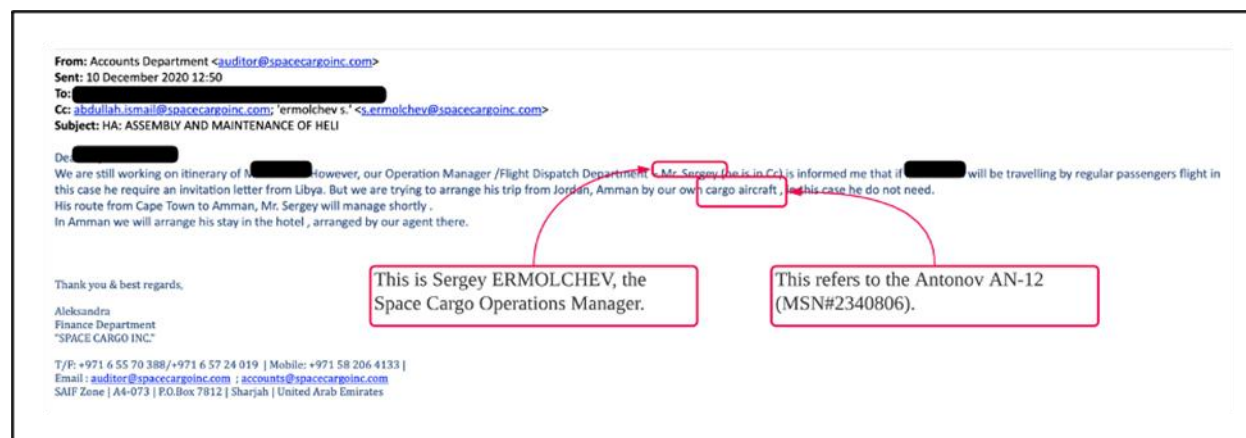 From: Accounts Department <auditor@spacecargoinc.com>
Sent: 10 December 2020 12:50
To:
Cc: abdullah.ismail@spacecargoinc.com; 'ermolchev s.' <s.ermolchev@spacecargoinc.com>
Subject: HA: ASSEMBLY AND MAINTENANCE OF HELI
We are still working on itinerary of However, our Operation Manager /Flight Dispatch Department – Mr. Sergey (he is in Cc) is informed me that if will be travelling by regular passengers flight in
this case he require an invitation letter from Libya. But we are trying to arrange his trip from Jordan, Amman by our own cargo aircraft , in this case he do not need.
His route from Cape Town to Amman, Mr. Sergey will manage shortly .
In Amman we will arrange his stay in the hotel , arranged by our agent there.
This is Sergey ERMOLCHEV, the
Space Cargo Operations Manager.
This refers to the Antonov AN-12
(MSN#2340806).
Thank you & best regards,
Aleksandra
Finance Department
"SPACE CARGO INC."
T/F: +971 6 55 70 388/+971 6 57 24 019 | Mobile: +971 58 206 4133 |
Email : auditor@spacecargoinc.com ; accounts@spacecargoinc.com
SAIF Zone | A4-073 | P.O.Box 7812 | Sharjah | United Arab Emirates